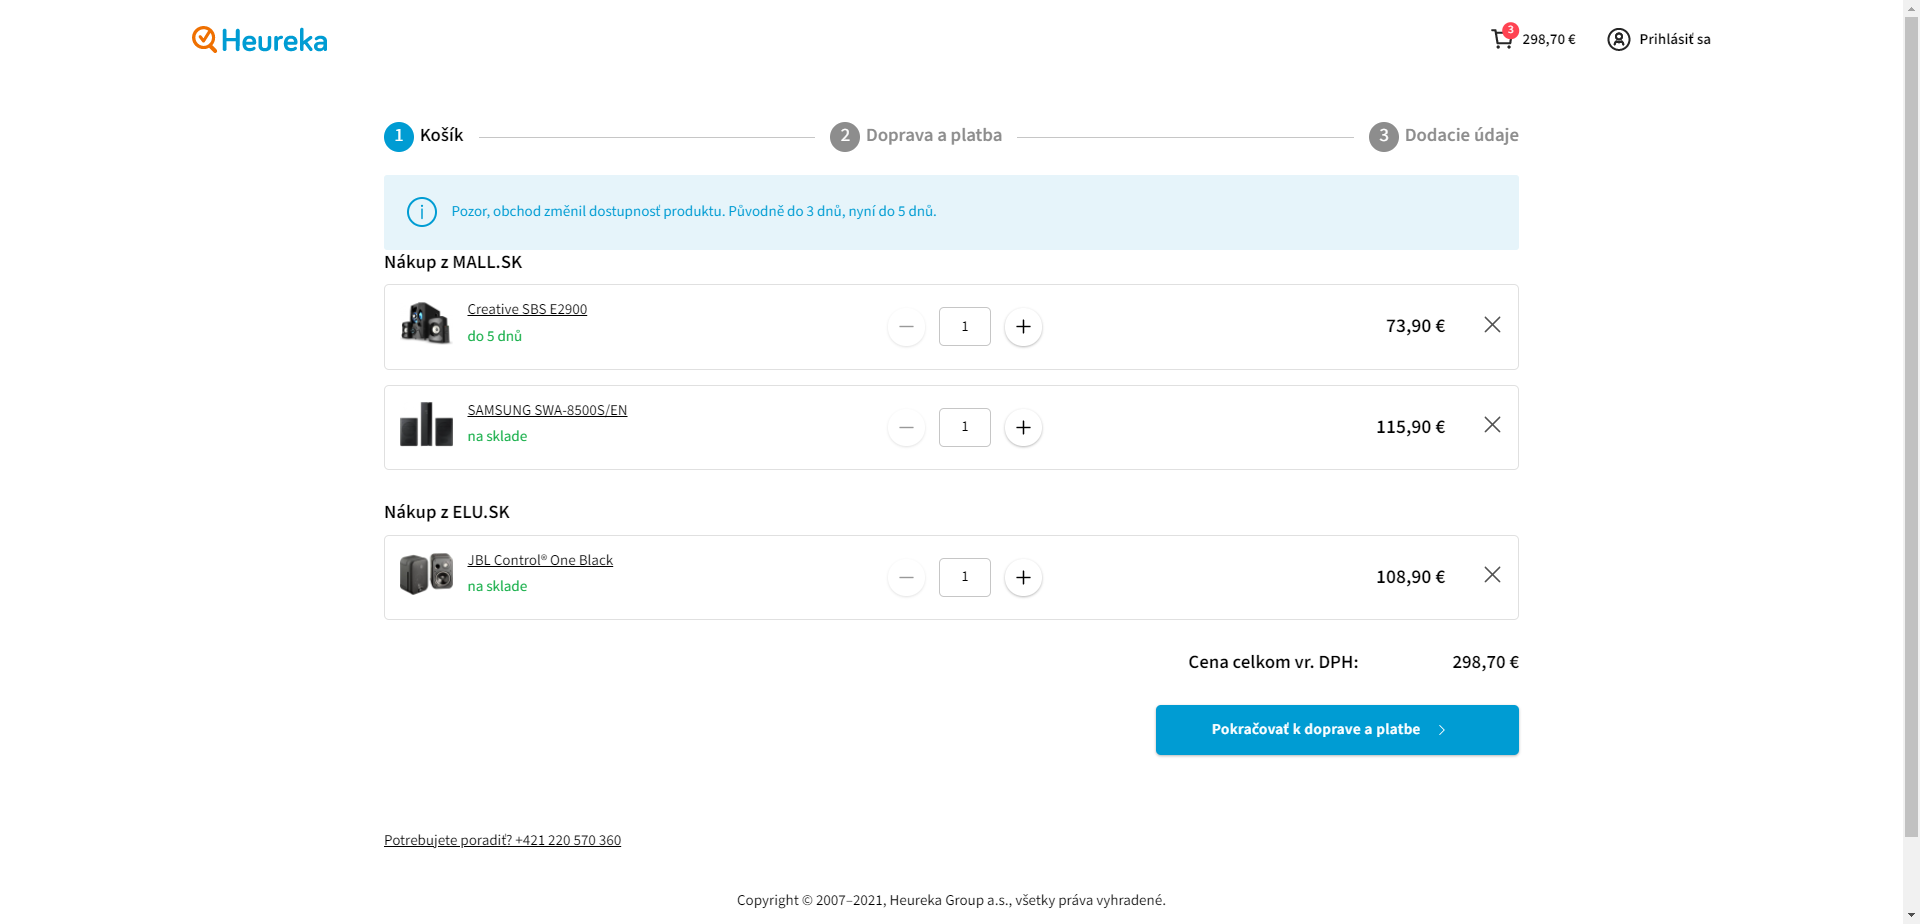 Heureka
3
298,70 €
Prihlásiť sa
1 Košík
2 Doprava a platba
3 Dodacie údaje
Pozor, obchod změnil dostupnosť produktu. Původně do 3 dnů, nyní do 5 dnů.
Nákup z MALL.SK
Creative SBS E2900
do 5 dnů
1
73,90 €
SAMSUNG SWA-8500S/EN
na sklade
1
115,90 €
Nákup z ELU.SK
JBL Control® One Black
na sklade
1
108,90 €
Cena celkom vr. DPH: 298,70 €
Pokračovať k doprave a platbe
Potrebujete poradiť? +421 220 570 360
Copyright © 2007–2021, Heureka Group a.s., všetky práva vyhradené.